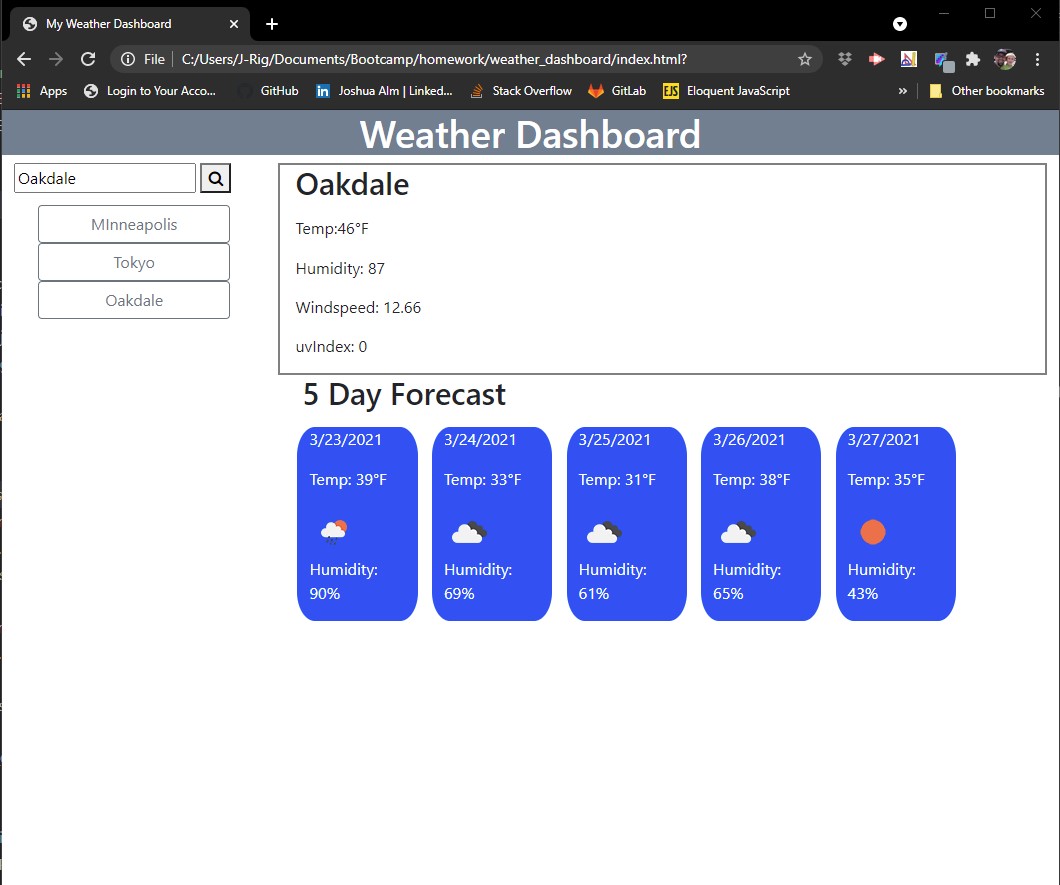 My Weather Dashboard
File
C:/Users/J-Rig/Documents/Bootcamp/homework/weather_dashboard/index.html?
Apps
Login to Your Acco...
GitHub
Joshua Alm | Linked...
Stack Overflow
GitLab
EJS
Eloquent JavaScript
»
Other bookmarks
Weather Dashboard
Oakdale
MInneapolis
Tokyo
Oakdale
Oakdale
Temp:46°F
Humidity: 87
Windspeed: 12.66
uvIndex: 0
5 Day Forecast
3/23/2021
Temp: 39°F
Humidity:
90%
3/24/2021
Temp: 33°F
Humidity:
69%
3/25/2021
Temp: 31°F
Humidity:
61%
3/26/2021
Temp: 38°F
Humidity:
65%
3/27/2021
Temp: 35°F
Humidity:
43%